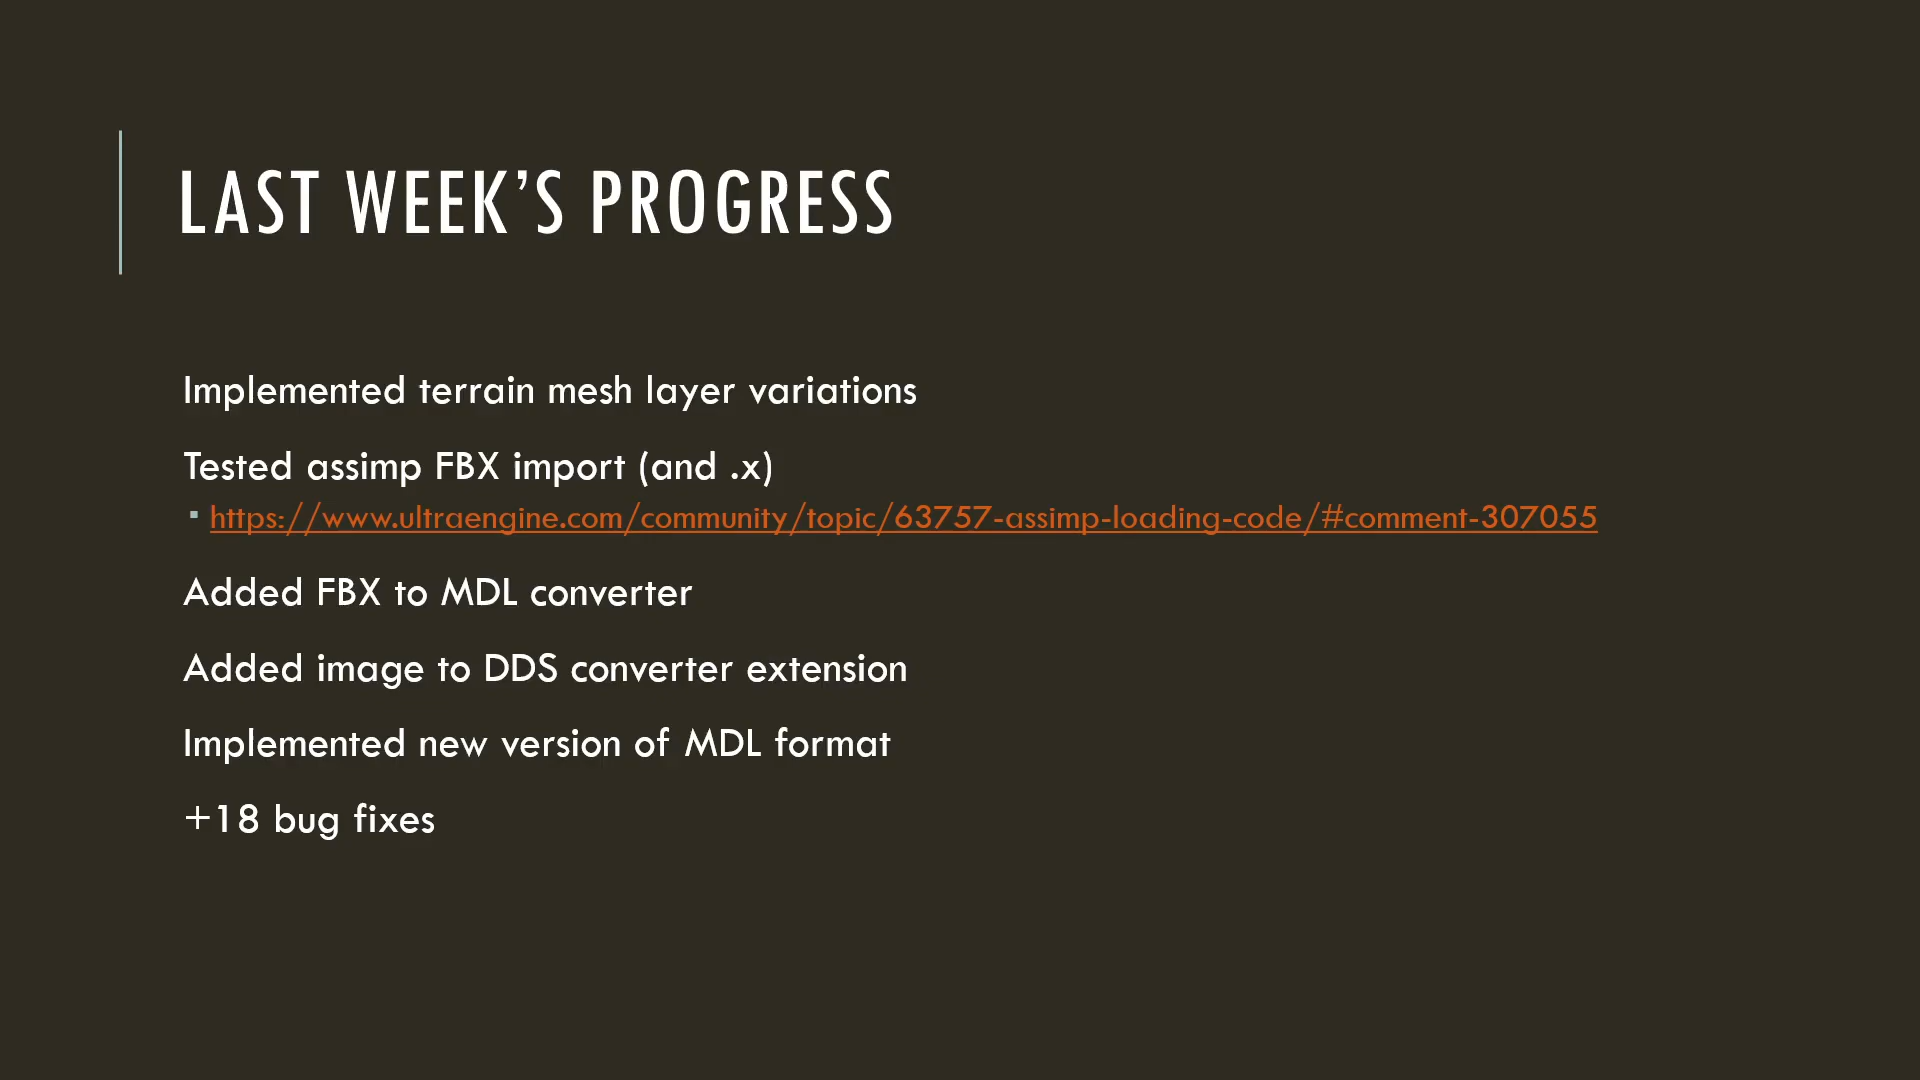 LAST WEEK’S PROGRESS
Implemented terrain mesh layer variations
Tested assimp FBX import (and .x)
▪ https://www.ultraengine.com/community/topic/63757-assimp-loading-code/#comment-307055
Added FBX to MDL converter
Added image to DDS converter extension
Implemented new version of MDL format
+18 bug fixes